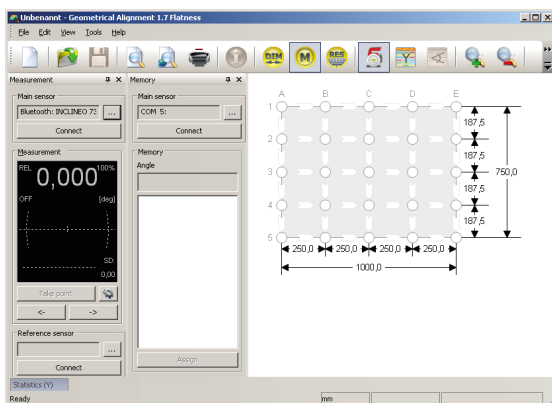 Unbenannt - Geometrical Alignment 1.7 Flatness
File Edit View Tools Help
DIM M RES
Measurement
Main sensor
Bluetooth: INCLINEO 73 ...
Connect
Measurement
REL 0,000 100%
OFF [deg]
SD:
0,00
Take point
<- ->
Reference sensor
...
Connect
Statistics (Y)
Ready
Memory
Main sensor
COM 5: ...
Connect
Memory
Angle
Assign
A B C D E
1
2
3
4
5
187,5
187,5
187,5
187,5
750,0
250,0 250,0 250,0 250,0
1000,0
mm